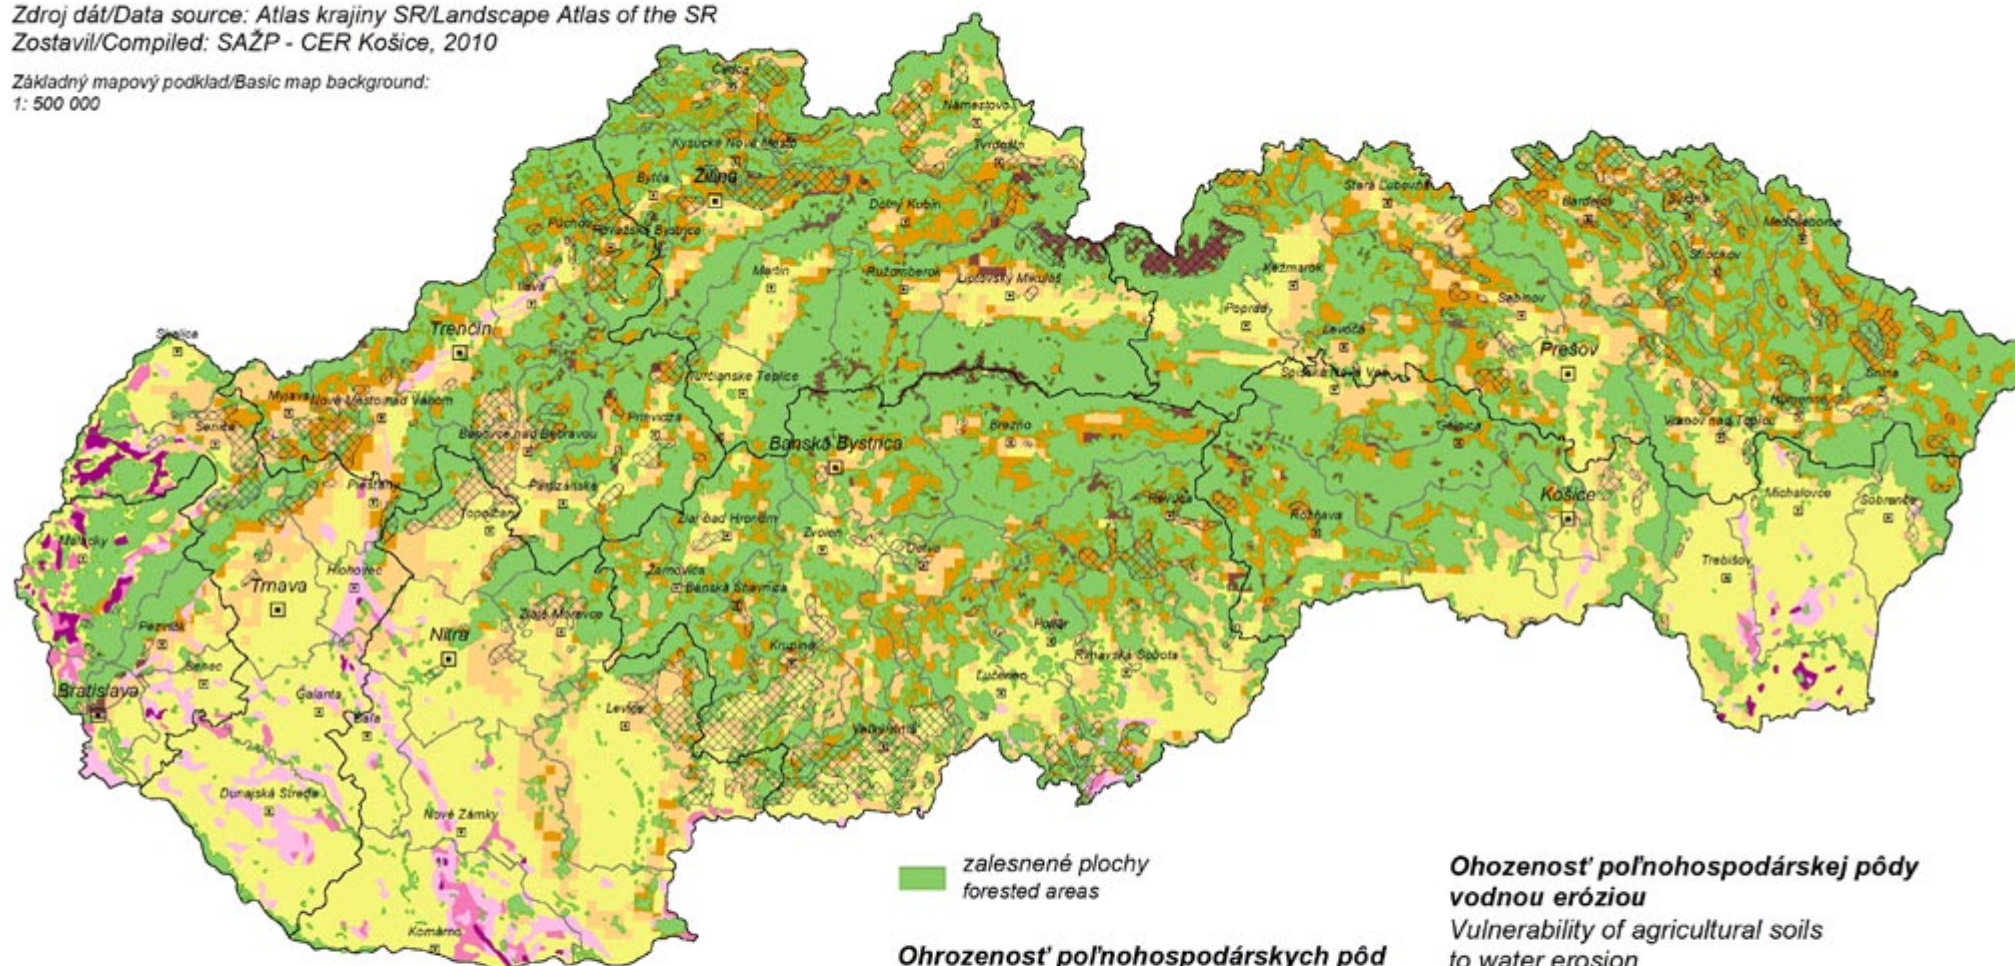 Zdroj dát/Data source: Atlas krajiny SR/Landscape Atlas of the SR
Zostavil/Compiled: SAŽP - CER Košice, 2010
Základný mapový podklad/Basic map background:
1: 500 000
Čadca
Námestovo
Kysucké Nové Mesto
Tvrdošín
Bytča
Žilina
Stará Ľubovňa
Dolný Kubín
Bardejov
Svidník
Medzilaborce
Púchov
Považská Bystrica
Stropkov
Martin
Ružomberok
Liptovský Mikuláš
Kežmarok
Ilava
Sabinov
Poprad
Trenčín
Skalica
Levoča
Prešov
Turčianske Teplice
Spišská Nová Ves
Snina
Myjava
Nové Mesto nad Váhom
Humenné
Senica
Prievidza
Brezno
Gelnica
Vranov nad Topľou
Bánovce nad Bebravou
Banská Bystrica
Piešťany
Partizánske
Revúca
Košice
Michalovce
Sobrance
Topoľčany
Žiar nad Hronom
Rožňava
Malacky
Zvolen
Detva
Hlohovec
Trebišov
Trnava
Žarnovica
Banská Štiavnica
Zlaté Moravce
Pezinok
Nitra
Poltár
Krupina
Rimavská Sobota
Senec
Lučenec
Bratislava
Galanta
Šaľa
Levice
Veľký Krtíš
Dunajská Streda
Nové Zámky
Komárno
zalesnené plochy
forested areas
Ohrozenosť poľnohospodárskych pôd
Ohozenosť poľnohospodárskej pôdy
vodnou eróziou
Vulnerability of agricultural soils
to water erosion